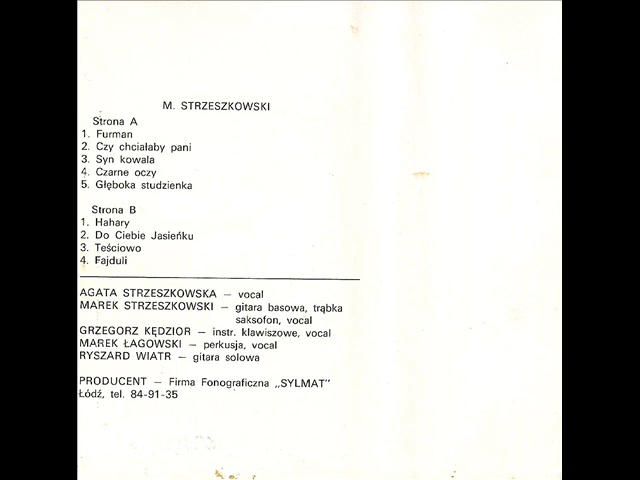 M. STRZESZKOWSKI
Strona A
1. Furman
2. Czy chciałaby pani
3. Syn kowala
4. Czarne oczy
5. Głęboka studzienka
Strona B
1. Hahary
2. Do Ciebie Jasieńku
3. Teściowo
4. Fajduli
AGATA STRZESZKOWSKA — vocal
MAREK STRZESZKOWSKI — gitara basowa, trąbka
saksofon, vocal
GRZEGORZ KĘDZIOR — instr. klawiszowe, vocal
MAREK ŁAGOWSKI — perkusja, vocal
RYSZARD WIATR — gitara solowa
PRODUCENT — Firma Fonograficzna „SYLMAT"
Łódź, tel. 84-91-35